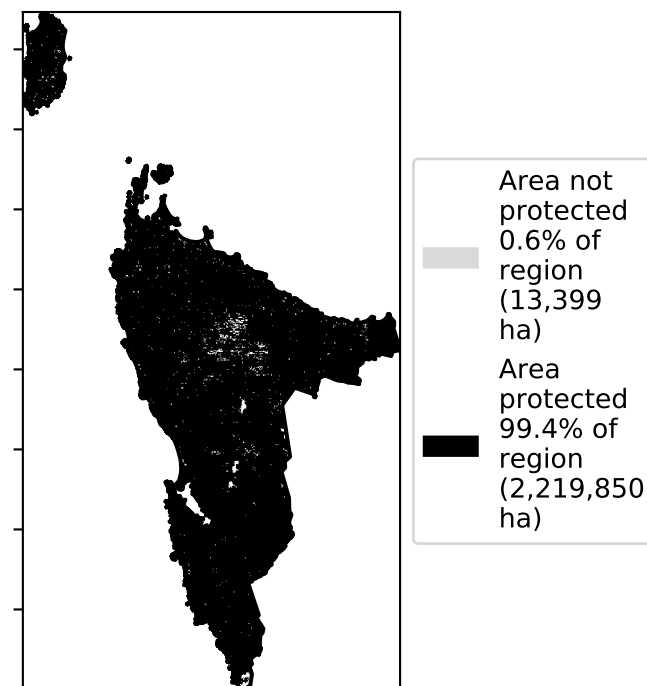 Area not
protected
0.6% of
region
(13,399
ha)
Area
protected
99.4% of
region
(2,219,850
ha)